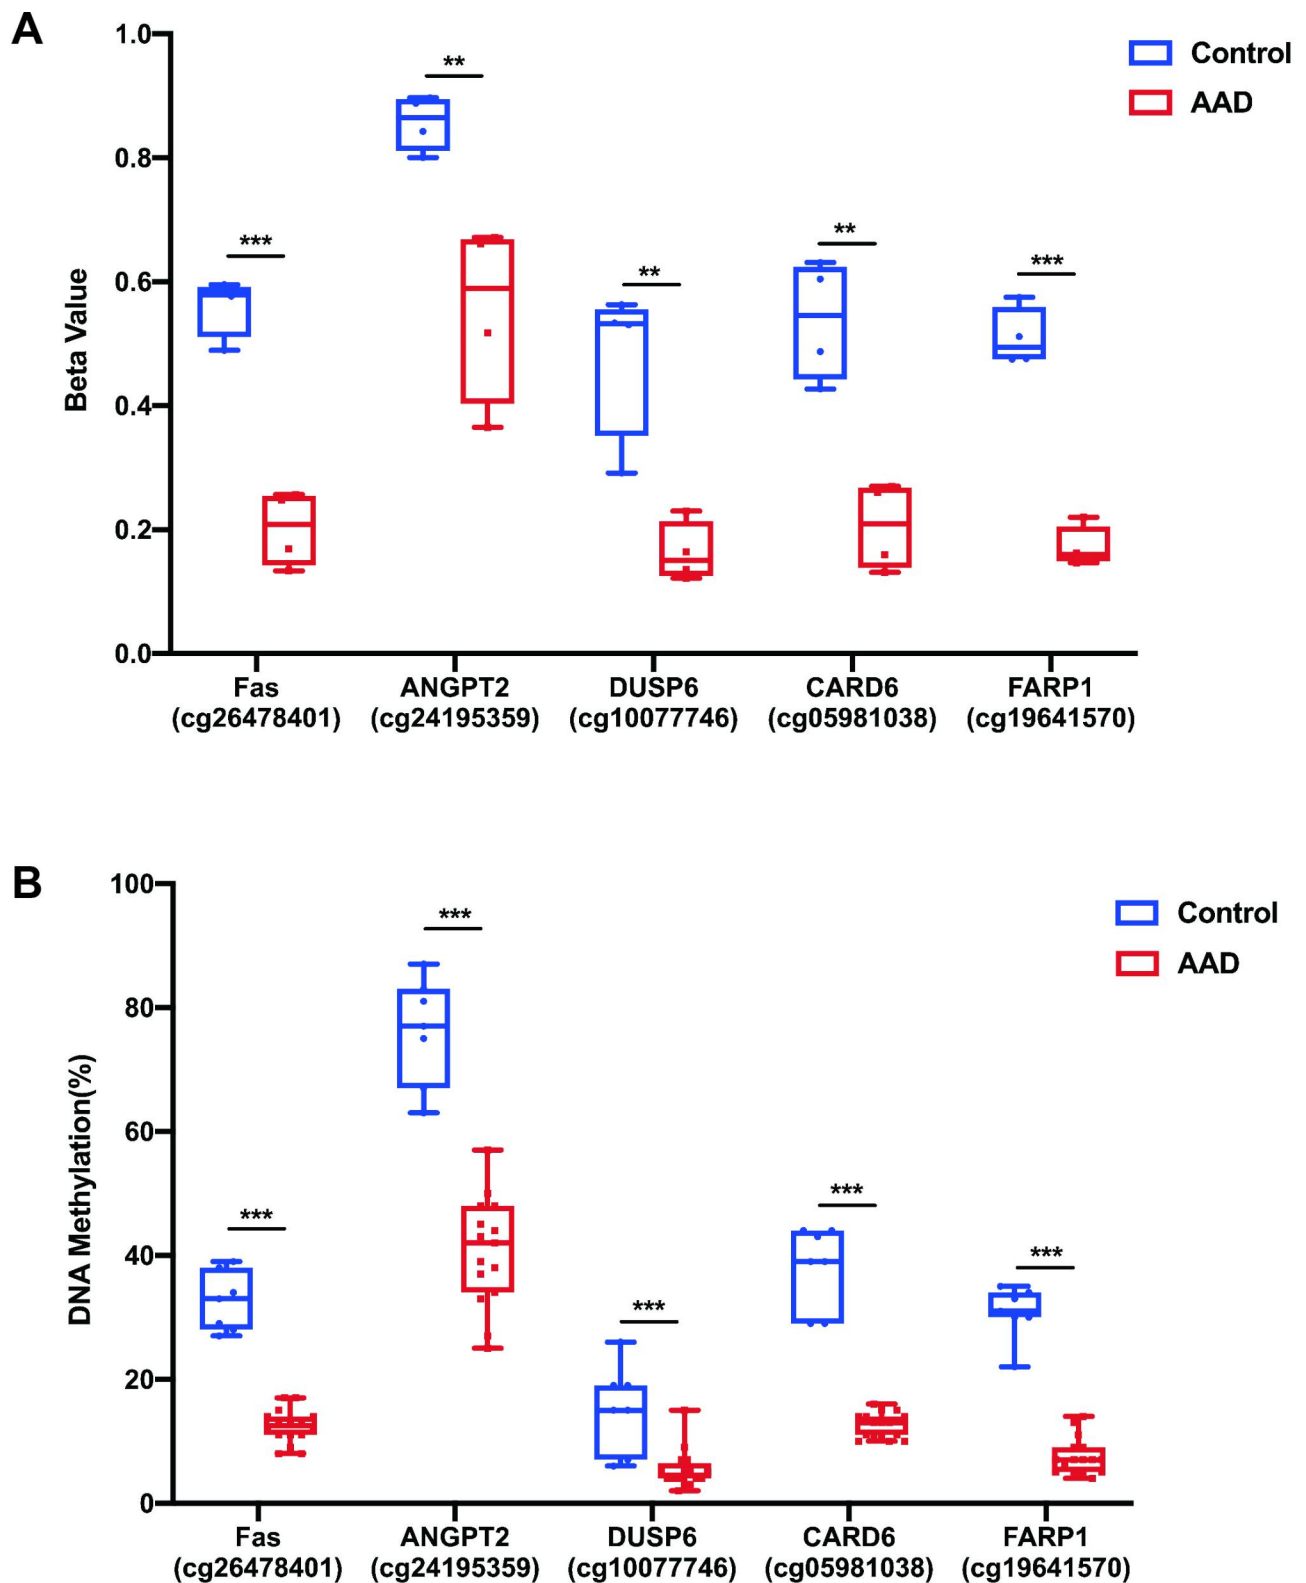 A
1.0
0.8
0.6
0.4
0.2
0.0
Beta Value
Control
AAD
***
**
**
**
***
Fas
(cg26478401)
ANGPT2
(cg24195359)
DUSP6
(cg10077746)
CARD6
(cg05981038)
FARP1
(cg19641570)
B
100
80
60
40
20
0
DNA Methylation(%)
Control
AAD
***
***
***
***
***
Fas
(cg26478401)
ANGPT2
(cg24195359)
DUSP6
(cg10077746)
CARD6
(cg05981038)
FARP1
(cg19641570)